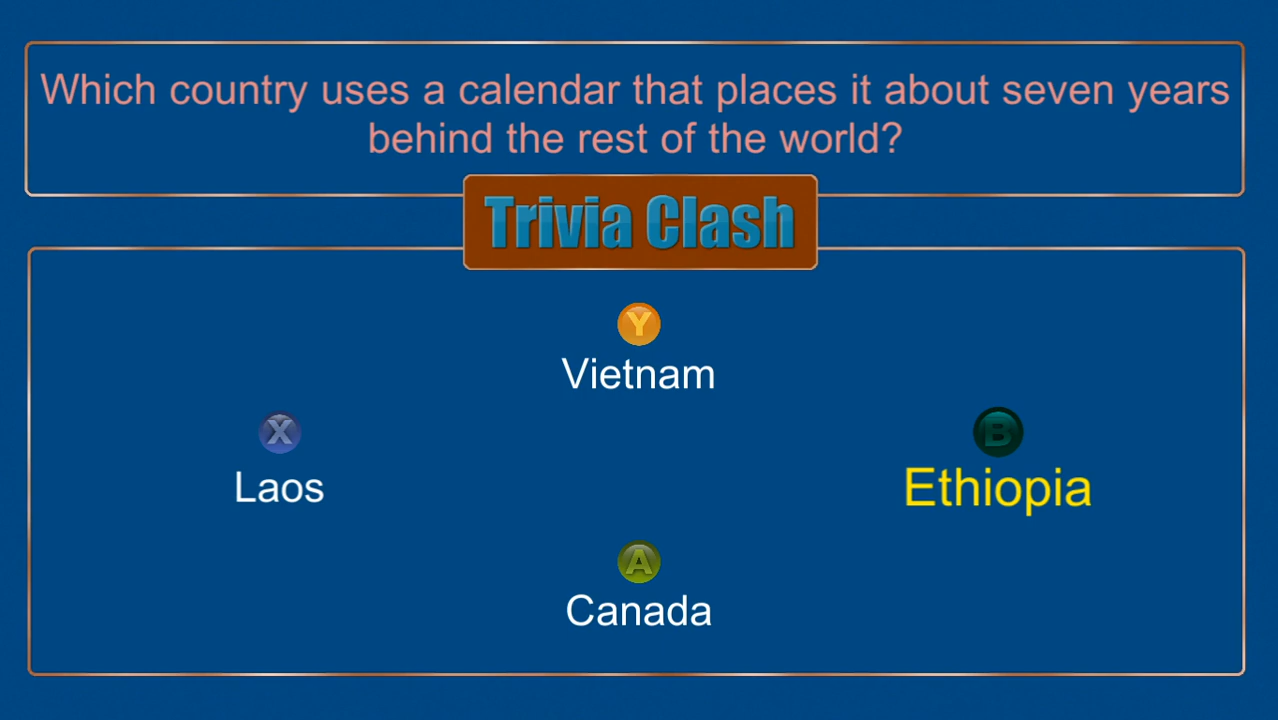 Which country uses a calendar that places it about seven years
behind the rest of the world?
Trivia Clash
Y
Vietnam
X
Laos
B
Ethiopia
A
Canada